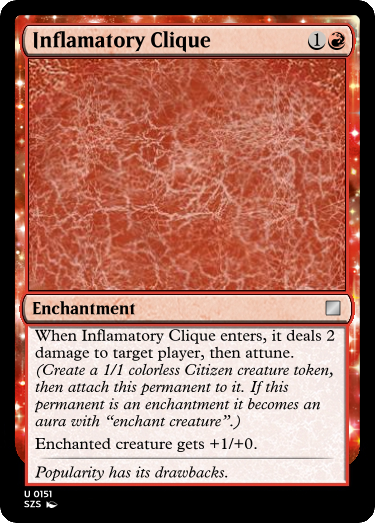 Inflamatory Clique 1
Enchantment
When Inflamatory Clique enters, it deals 2
damage to target player, then attune.
(Create a 1/1 colorless Citizen creature token,
then attach this permanent to it. If this
permanent is an enchantment it becomes an
aura with “enchant creature”.)
Enchanted creature gets +1/+0.
Popularity has its drawbacks.
U 0151
SZS